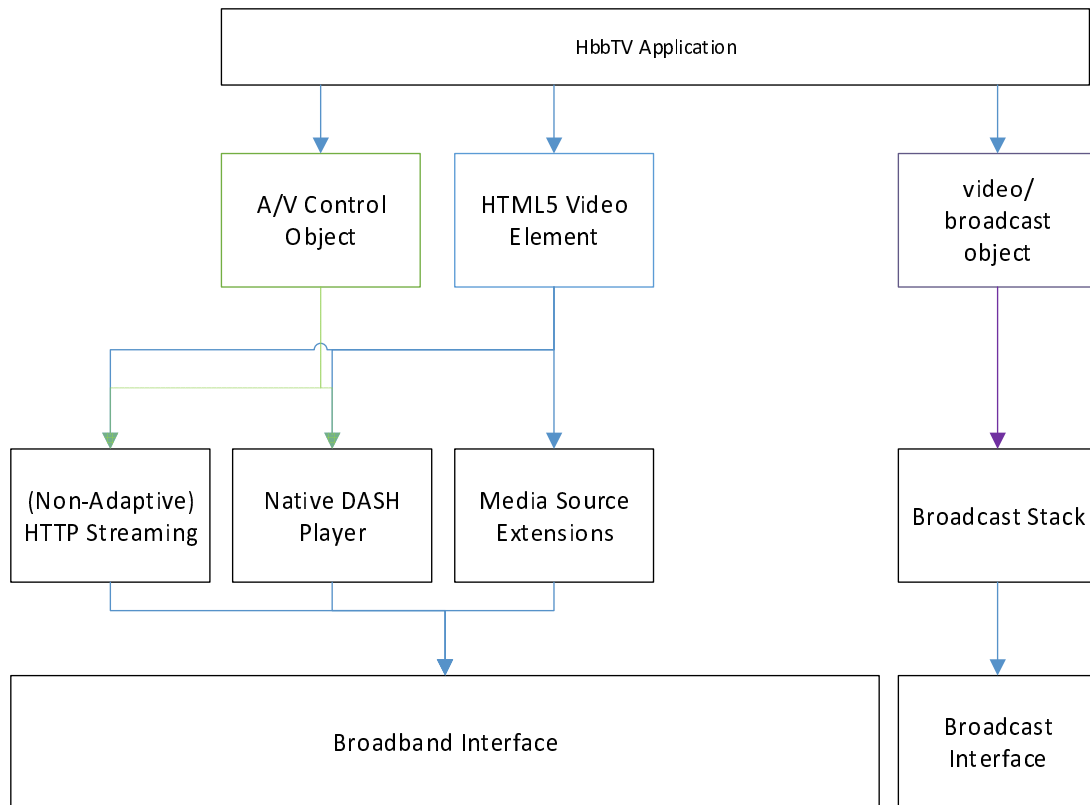 HbbTV Application
A/V Control
Object
HTML5 Video
Element
video/
broadcast
object
(Non-Adaptive)
HTTP Streaming
Native DASH
Player
Media Source
Extensions
Broadcast Stack
Broadband Interface
Broadcast
Interface